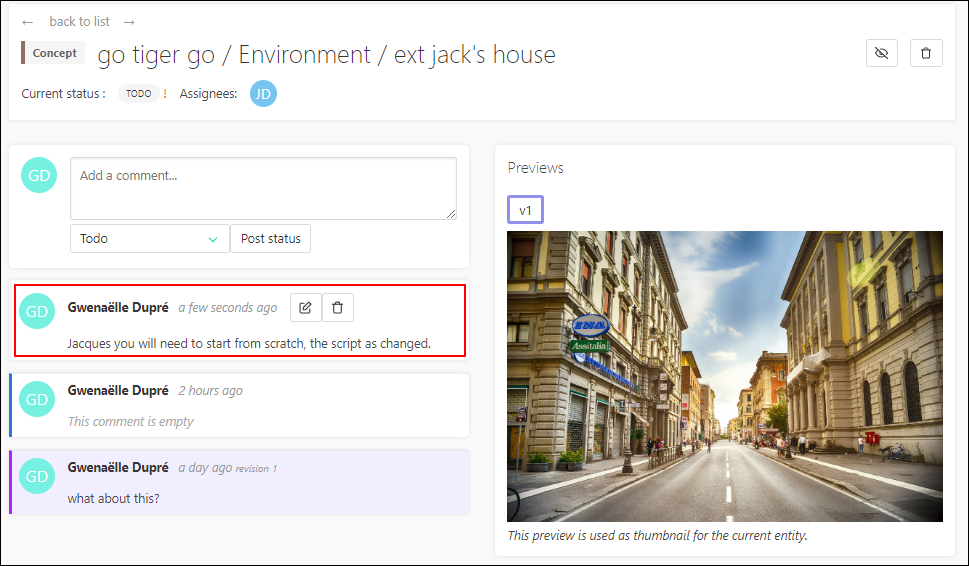 ← back to list →
Concept go tiger go / Environment / ext jack's house
Current status : TODO ! Assignees: JD
GD Add a comment...
Todo Post status
GD Gwenaëlle Dupré a few seconds ago
Jacques you will need to start from scratch, the script as changed.
GD Gwenaëlle Dupré 2 hours ago
This comment is empty
GD Gwenaëlle Dupré a day ago revision 1
what about this?
Previews
v1
INA
Assitalia
This preview is used as thumbnail for the current entity.